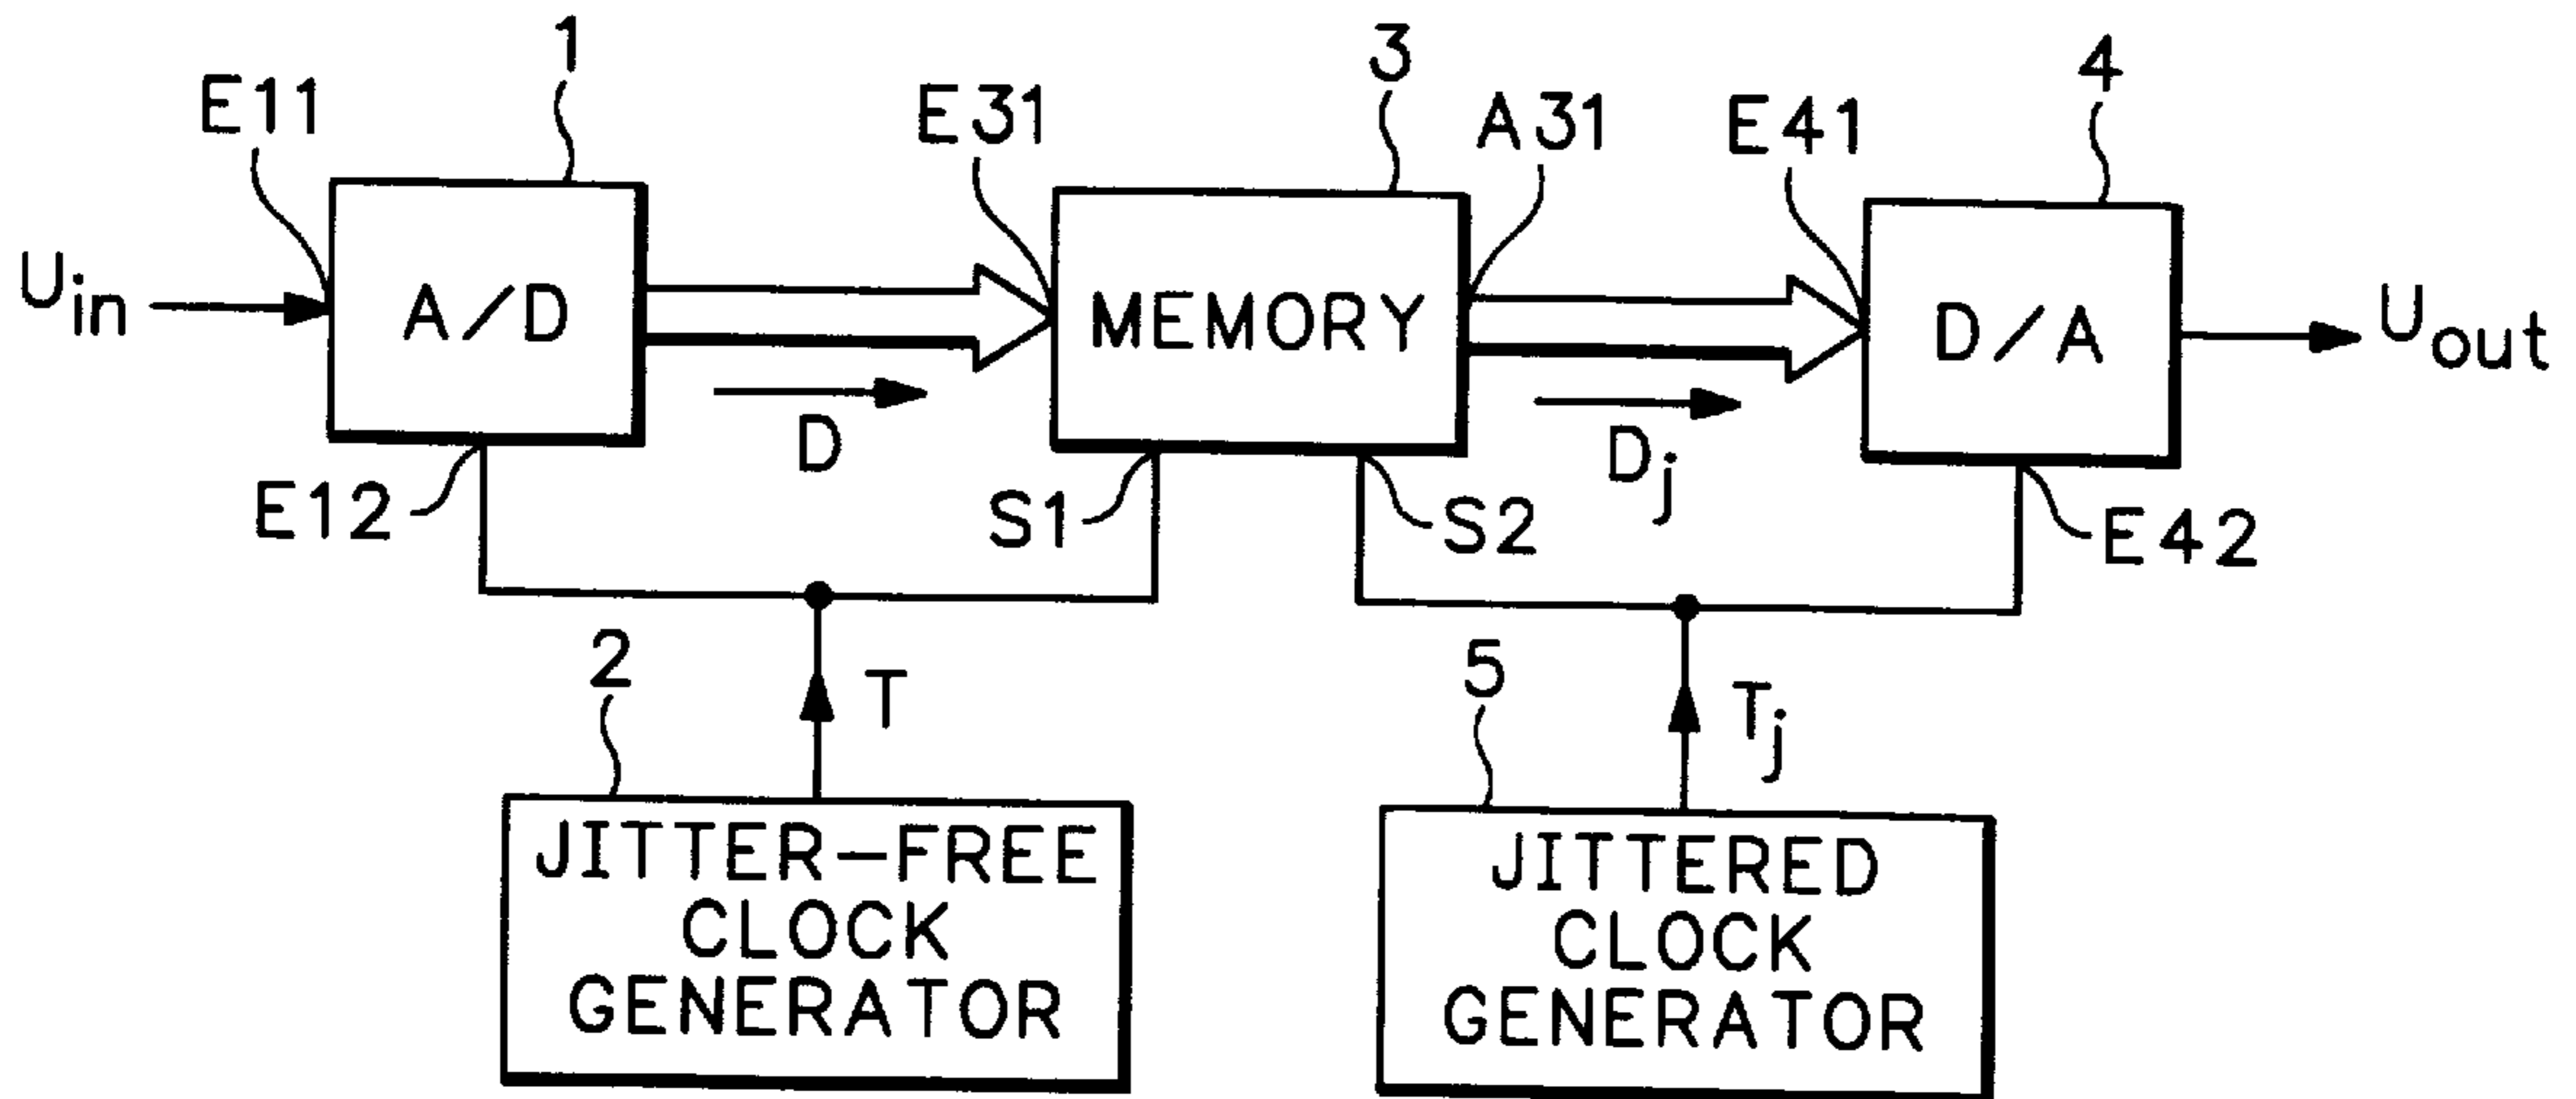 1
3
4
E11
E31
A31
E41
Uin
A/D
MEMORY
D/A
Uout
D
Dj
E12
S1
S2
E42
2
T
5
Tj
JITTER-FREE
CLOCK
GENERATOR
JITTERED
CLOCK
GENERATOR